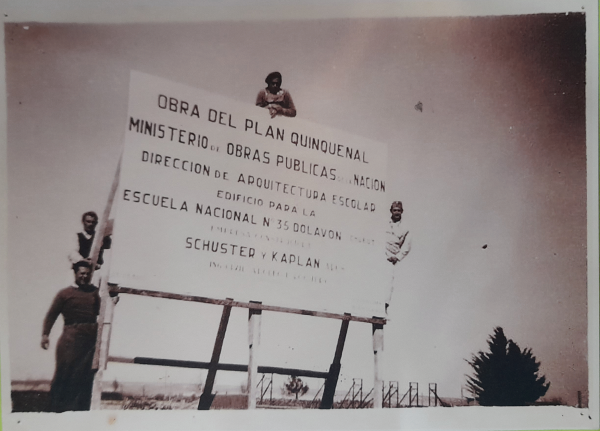 OBRA DEL PLAN QUINQUENAL
MINISTERIO DE OBRAS PUBLICAS DE LA NACION
DIRECCION DE ARQUITECTURA ESCOLAR
EDIFICIO PARA LA
ESCUELA NACIONAL N° 35 DOLAVON
EMPRESA
SCHUSTER Y KAPLAN